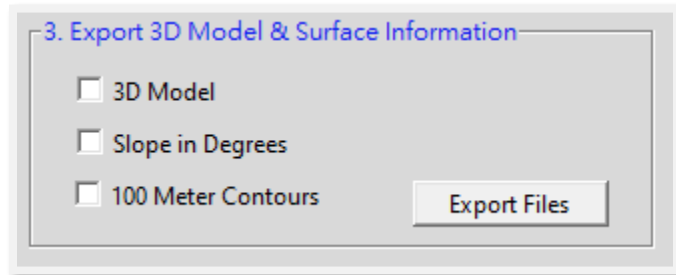 3. Export 3D Model & Surface Information
3D Model
Slope in Degrees
100 Meter Contours
Export Files